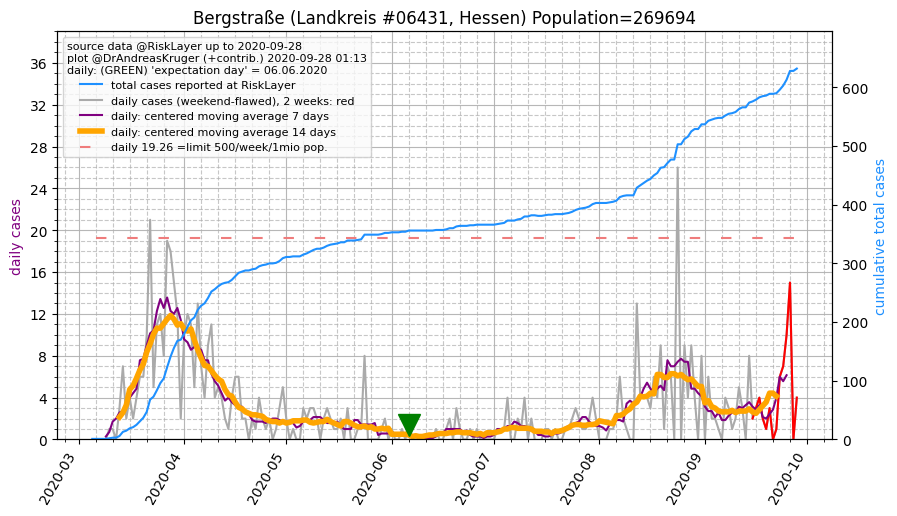 Bergstraße (Landkreis #06431, Hessen) Population=269694
source data @RiskLayer up to 2020-09-28
plot @DrAndreasKruger (+contrib.) 2020-09-28 01:13
daily: (GREEN) 'expectation day' = 06.06.2020
total cases reported at RiskLayer
daily cases (weekend-flawed), 2 weeks: red
daily: centered moving average 7 days
daily: centered moving average 14 days
daily 19.26 =limit 500/week/1mio pop.
daily cases
36
32
28
24
20
16
12
8
4
0
600
500
400
300
200
100
0
cumulative total cases
2020-03
2020-04
2020-05
2020-06
2020-07
2020-08
2020-09
2020-10